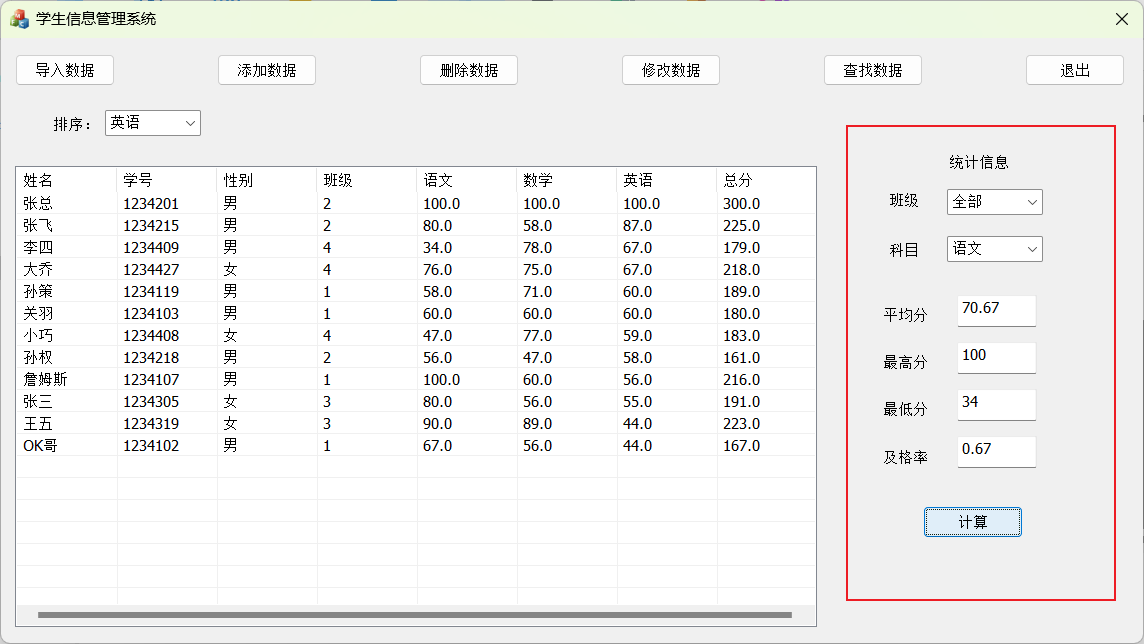 学生信息管理系统
导入数据 添加数据 删除数据 修改数据 查找数据 退出
排序： 英语
姓名 学号 性别 班级 语文 数学 英语 总分
张总 1234201 男 2 100.0 100.0 100.0 300.0
张飞 1234215 男 2 80.0 58.0 87.0 225.0
李四 1234409 男 4 34.0 78.0 67.0 179.0
大乔 1234427 女 4 76.0 75.0 67.0 218.0
孙策 1234119 男 1 58.0 71.0 60.0 189.0
关羽 1234103 男 1 60.0 60.0 60.0 180.0
小巧 1234408 女 4 47.0 77.0 59.0 183.0
孙权 1234218 男 2 56.0 47.0 58.0 161.0
詹姆斯 1234107 男 1 100.0 60.0 56.0 216.0
张三 1234305 女 3 80.0 56.0 55.0 191.0
王五 1234319 女 3 90.0 89.0 44.0 223.0
OK哥 1234102 男 1 67.0 56.0 44.0 167.0
统计信息
班级 全部
科目 语文
平均分 70.67
最高分 100
最低分 34
及格率 0.67
计算